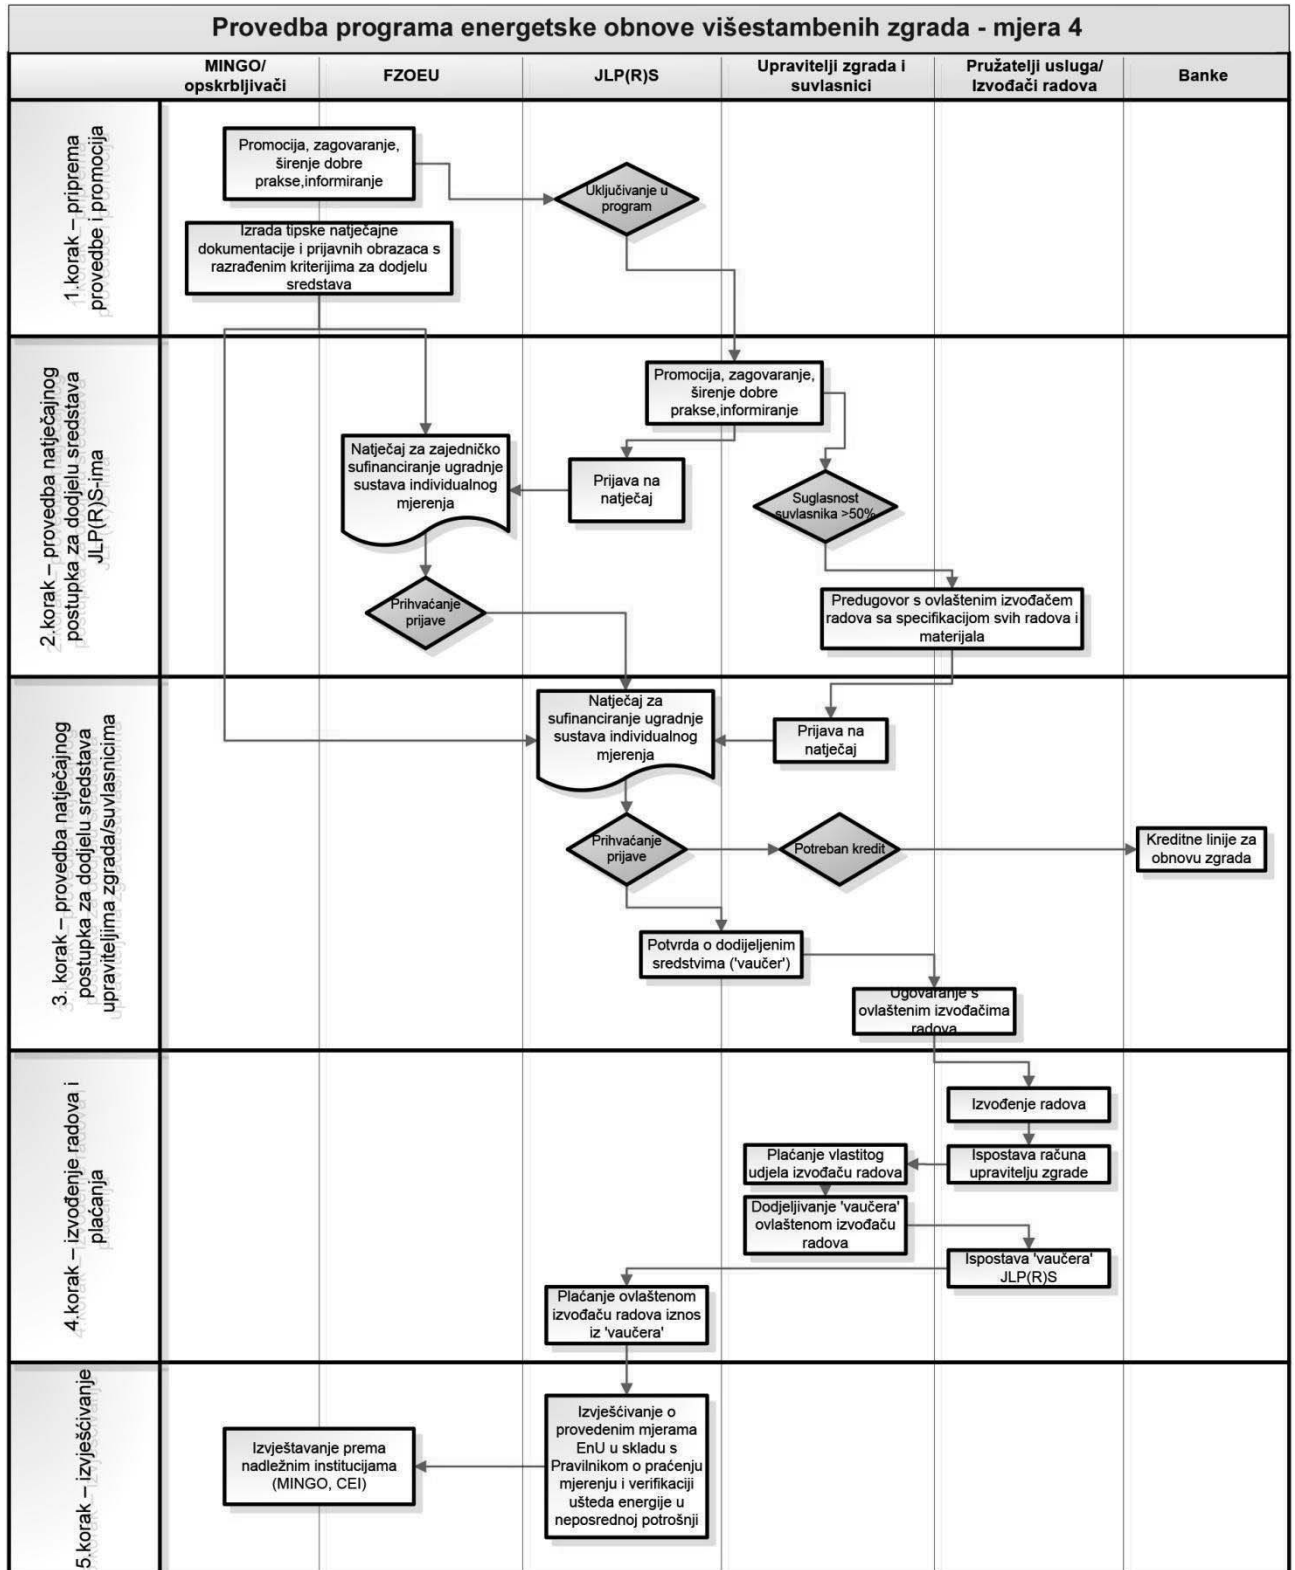 Provedba programa energetske obnove višestambenih zgrada - mjera 4
MINGO/
opskrbljivači
FZOEU
JLP(R)S
Upravitelji zgrada i
suvlasnici
Pružatelji usluga/
Izvođači radova
Banke
1.korak – priprema
provedbe i promocija
Promocija, zagovaranje,
širenje dobre
prakse,informiranje
Uključivanje u
program
Izrada tipske natječajne
dokumentacije i prijavnih obrazaca s
razrađenim kriterijima za dodjelu
sredstava
2.korak – provedba natječajnog
postupka za dodjelu sredstava
JLP(R)S-ima
Promocija, zagovaranje,
širenje dobre
prakse,informiranje
Natječaj za zajedničko
sufinanciranje ugradnje
sustava individualnog
mjerenja
Prijava na
natječaj
Suglasnost
suvlasnika >50%
Prihvaćanje
prijave
Predugovor s ovlaštenim izvođačem
radova sa specifikacijom svih radova i
materijala
3. korak – provedba natječajnog
postupka za dodjelu sredstava
upraviteljima zgrada/suvlasnicima
Natječaj za
sufinanciranje ugradnje
sustava individualnog
mjerenja
Prijava na
natječaj
Prihvaćanje
prijave
Potreban kredit
Kreditne linije za
obnovu zgrada
Potvrda o dodijeljenim
sredstvima ('vaučer')
Ugovaranje s
ovlaštenim izvođačima
radova
4.korak – izvođenje radova i
plaćanja
Izvođenje radova
Plaćanje vlastitog
udjela izvođaču radova
Ispostava računa
upravitelju zgrade
Dodjeljivanje 'vaučera'
ovlaštenom izvođaču
radova
Ispostava 'vaučera'
JLP(R)S
Plaćanje ovlaštenom
izvođaču radova iznos
iz 'vaučera'
5.korak – izvješćivanje
Izvješćivanje o
provedenim mjerama
EnU u skladu s
Pravilnikom o praćenju
mjerenju i verifikaciji
ušteda energije u
neposrednoj potrošnji
Izvještavanje prema
nadležnim institucijama
(MINGO, CEI)